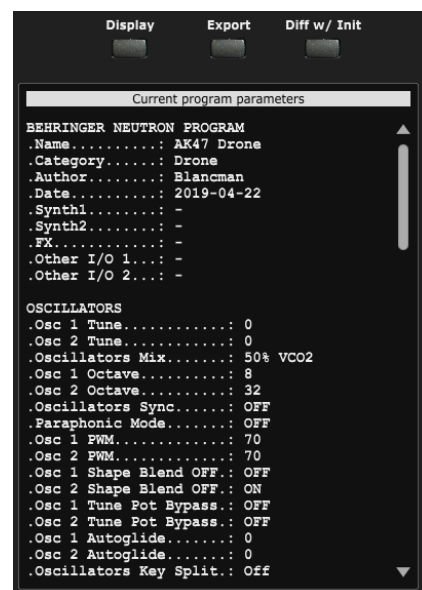 Display Export Diff w/ Init
Current program parameters
BEHRINGER NEUTRON PROGRAM
.Name..........: AK47 Drone
.Category......: Drone
.Author........: Blancman
.Date..........: 2019-04-22
.Synth1........: -
.Synth2........: -
.FX............: -
.Other I/O 1...: -
.Other I/O 2...: -
OSCILLATORS
.Osc 1 Tune............: 0
.Osc 2 Tune............: 0
.Oscillators Mix.......: 50% VCO2
.Osc 1 Octave..........: 8
.Osc 2 Octave..........: 32
.Oscillators Sync......: OFF
.Paraphonic Mode.......: OFF
.Osc 1 PWM.............: 70
.Osc 2 PWM.............: 70
.Osc 1 Shape Blend OFF.: OFF
.Osc 2 Shape Blend OFF.: ON
.Osc 1 Tune Pot Bypass.: OFF
.Osc 2 Tune Pot Bypass.: OFF
.Osc 1 Autoglide.......: 0
.Osc 2 Autoglide.......: 0
.Oscillators Key Split.: Off